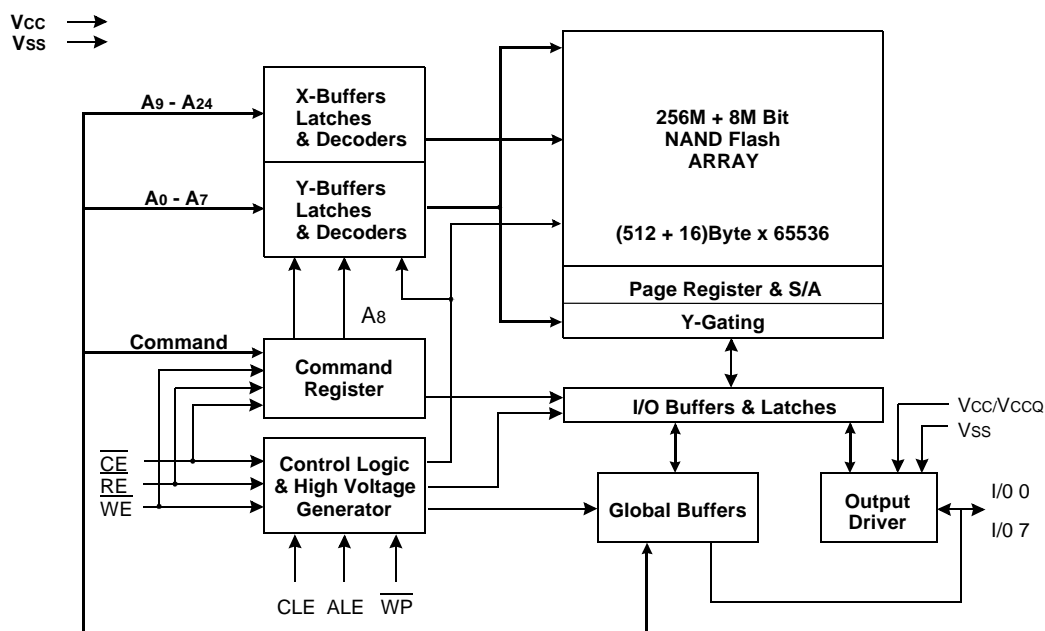 VCC
VSS
A9 - A24
X-Buffers
Latches
& Decoders
256M + 8M Bit
NAND Flash
ARRAY
A0 - A7
Y-Buffers
Latches
& Decoders
(512 + 16)Byte x 65536
Page Register & S/A
Y-Gating
A8
Command
Command
Register
I/O Buffers & Latches
VCC/VCCQ
VSS
CE
RE
WE
Control Logic
& High Voltage
Generator
Global Buffers
Output
Driver
I/0 0
I/0 7
CLE ALE WP